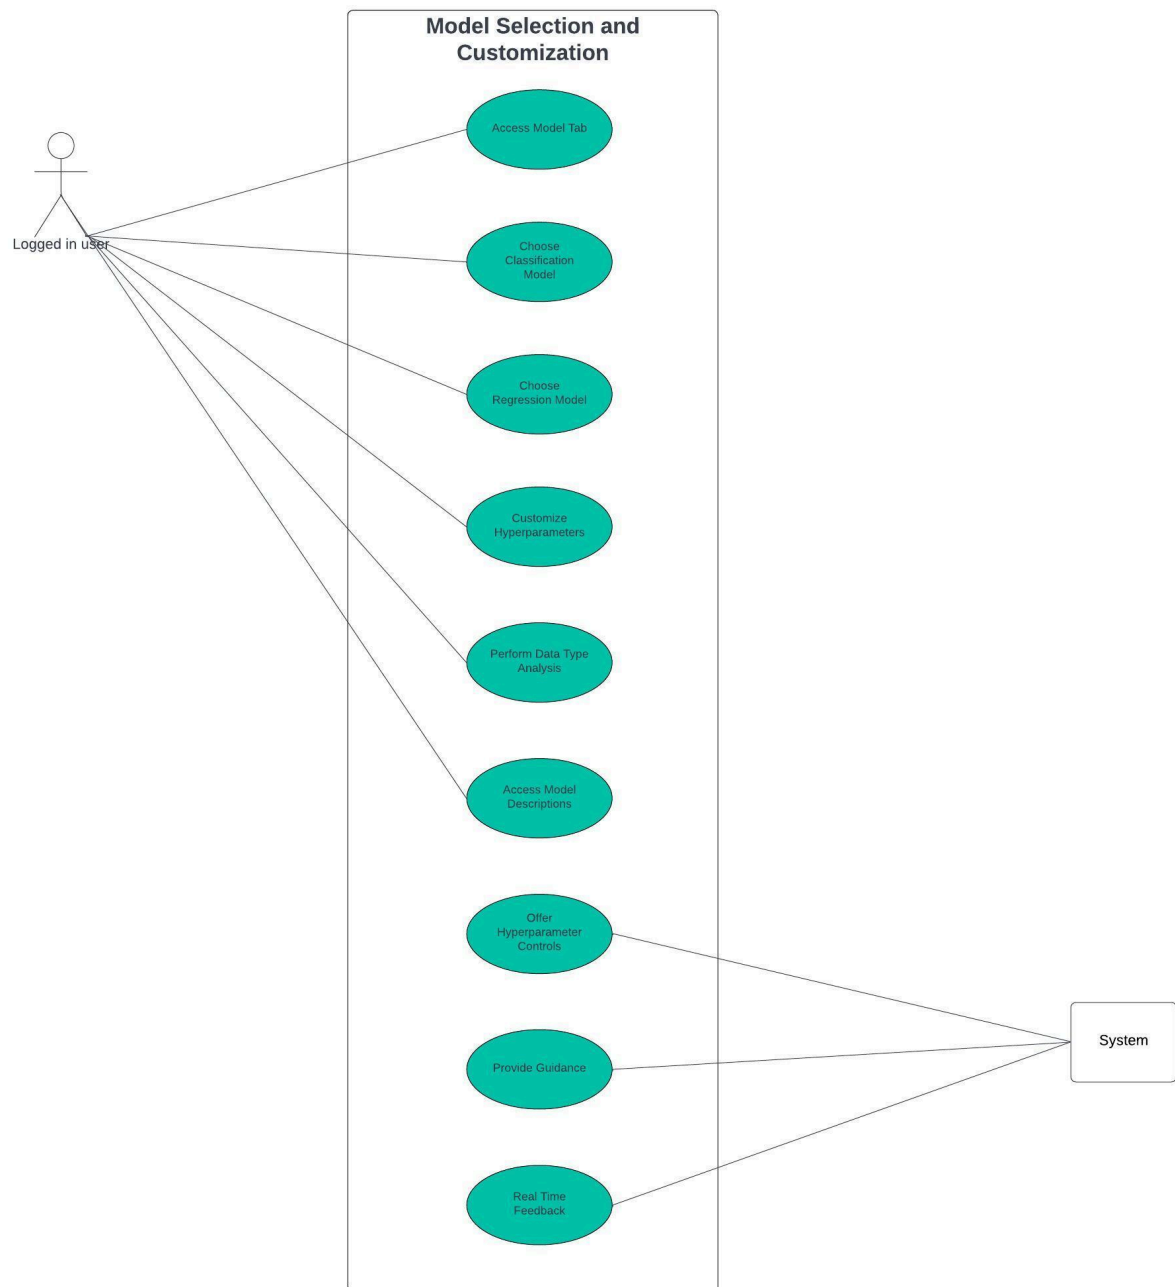 Model Selection and
Customization
Access Model Tab
Logged in user
Choose
Classification
Model
Choose
Regression Model
Customize
Hyperparameters
Perform Data Type
Analysis
Access Model
Descriptions
Offer
Hyperparameter
Controls
System
Provide Guidance
Real Time
Feedback